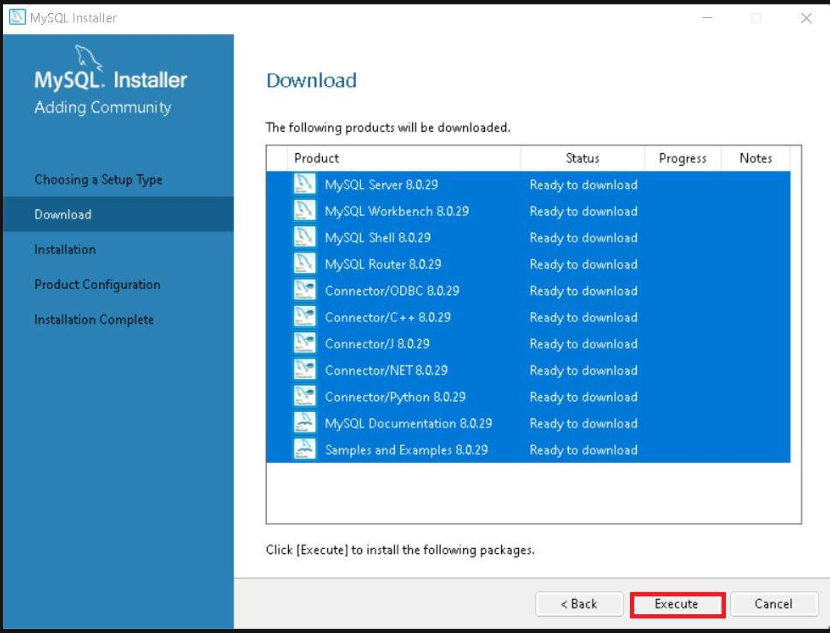 MySQL Installer
MySQL. Installer
Adding Community
Choosing a Setup Type
Download
Installation
Product Configuration
Installation Complete
Download
The following products will be downloaded.
Product Status Progress Notes
MySQL Server 8.0.29 Ready to download
MySQL Workbench 8.0.29 Ready to download
MySQL Shell 8.0.29 Ready to download
MySQL Router 8.0.29 Ready to download
Connector/ODBC 8.0.29 Ready to download
Connector/C++ 8.0.29 Ready to download
Connector/J 8.0.29 Ready to download
Connector/NET 8.0.29 Ready to download
Connector/Python 8.0.29 Ready to download
MySQL Documentation 8.0.29 Ready to download
Samples and Examples 8.0.29 Ready to download
Click [Execute] to install the following packages.
< Back Execute Cancel